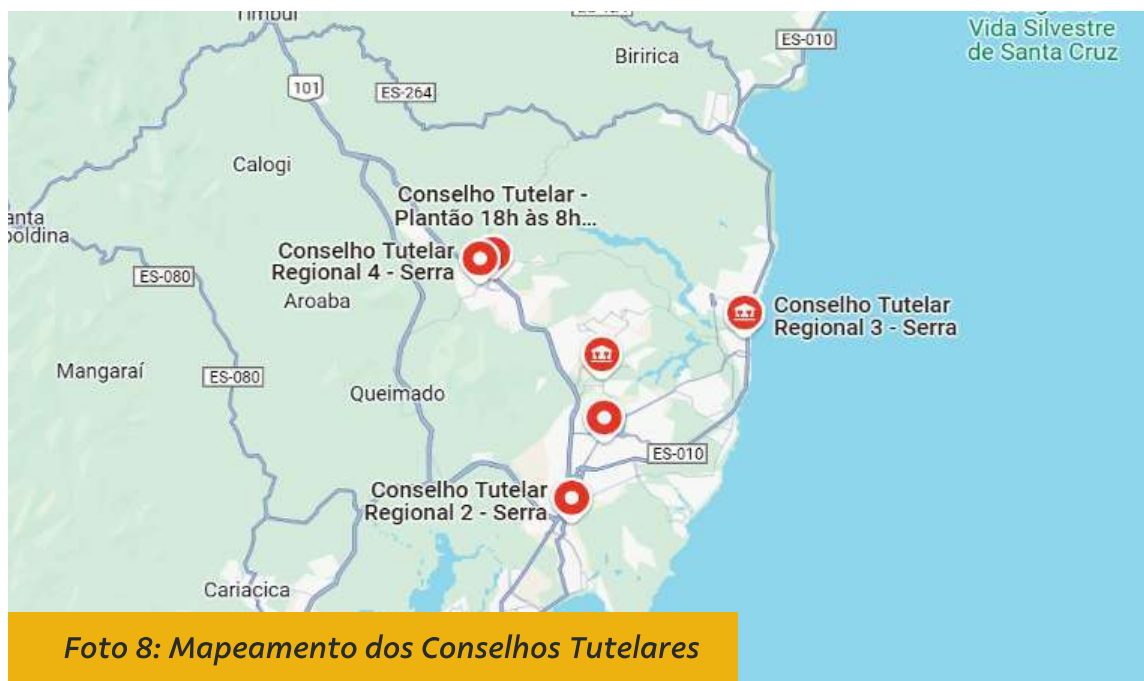 Timbuí
ES-010
Vida Silvestre
de Santa Cruz
Biririca
101
ES-264
Calogi
Conselho Tutelar -
Plantão 18h às 8h...
anta
poldina
Conselho Tutelar
Regional 4 - Serra
ES-080
Aroaba
Conselho Tutelar
Regional 3 - Serra
Mangaraí
ES-080
Queimado
ES-010
Conselho Tutelar
Regional 2 - Serra
Cariacica
Foto 8: Mapeamento dos Conselhos Tutelares